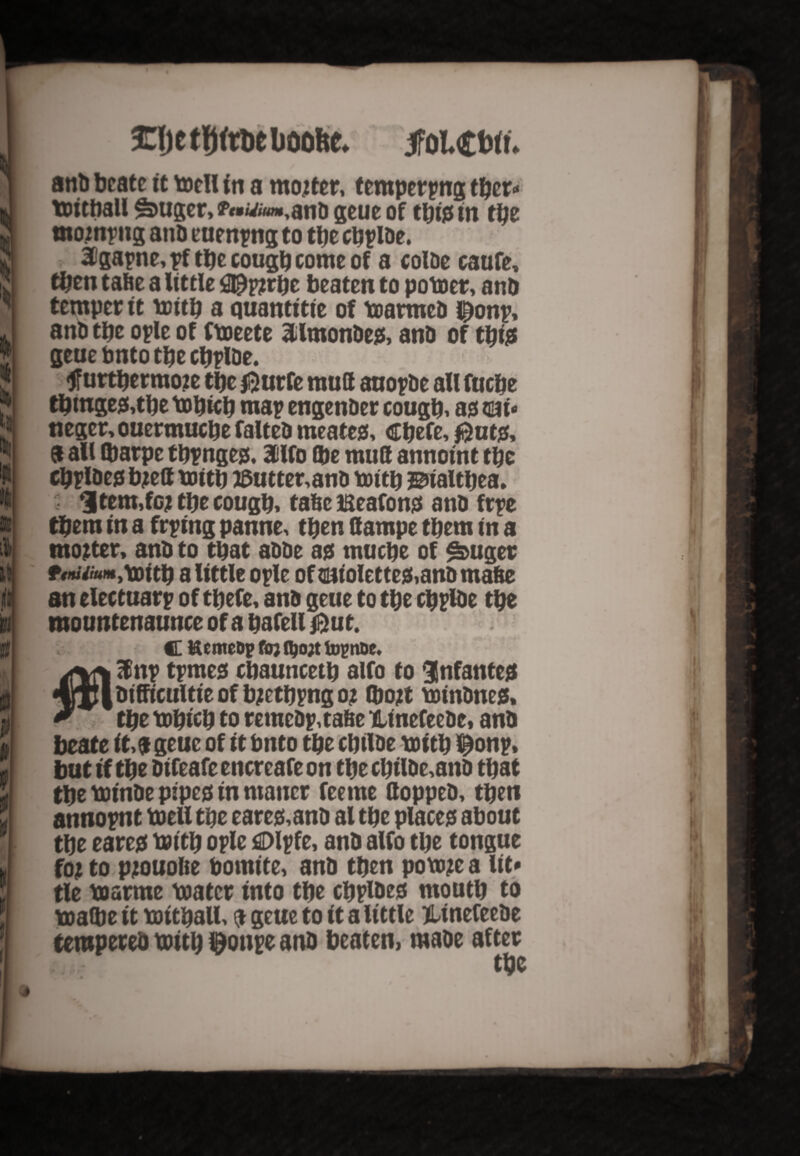 The thirde booke. Fol.Cvii.
and beate it well in a morter, temperyng ther-
withall Suger, Penidium, and geue of this in the
mornyng and euenyng to the chylde.
Agayne, yf the cough come of a colde cause,
then take a little Myrrhe beaten to power, and
temper it with a quantitie of warmed Hony,
and the oyle of sweete Almondes, and of this
geue vnto the chylde.
Furthermore the Nurse must auoyde all suche
thinges, the which may engender cough, as Vi-
neger, ouermuche salted meates, Chese, Nuts,
& all sharpe thynges. Also she must annoint the
chyldes brest with Butter, and with Dialthea.
Item, for the cough, take Reasons and frye
them in a frying panne, then stampe them in a
morter, and to that adde as muche of Suger
Penidium, with a little oyle of Violettes, and make
an electuary of these, and geue to the chylde the
mountenaunce of a hasell Nut.
¶ Remedy for short wynde.
MAny tymes chaunceth also to Infantes
difficultie of brethyng or short windnes,
the which to remedy, take Lineseede, and
beate it, & geue of it vnto the childe with Hony,
but if the disease encrease on the childe, and that
the winde pipes in maner seeme stopped, then
annoynt well the eares, and al the places about
the eares with oyle Olyfe, and also the tongue
for to prouoke vomite, and then powre a lit-
tle warme water into the chyldes mouth to
washe it withall, & geue to it a little Lineseede
tempered with Honye and beaten, made after
the